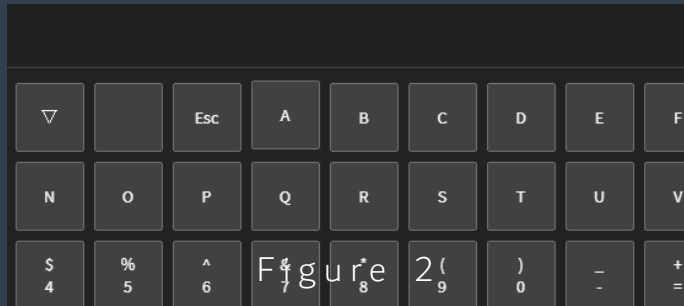 ▽ Esc A B C D E F
N O P Q R S T U V
$ % ^ & * ( ) _ +
4 5 6 7 8 9 0 - =
Figure 2